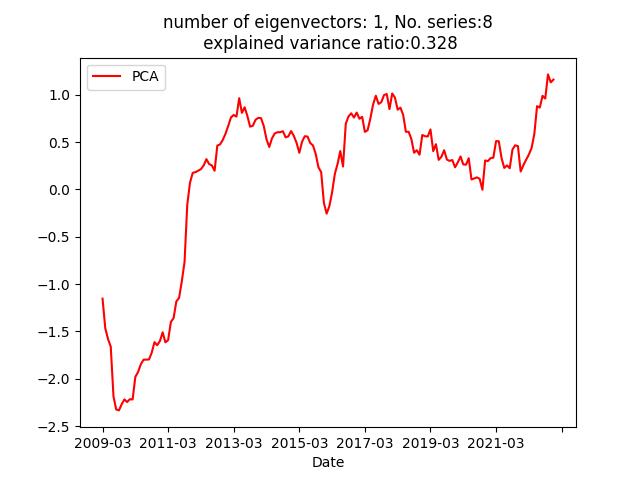 number of eigenvectors: 1, No. series:8
explained variance ratio:0.328
PCA
1.0
0.5
0.0
−0.5
−1.0
−1.5
−2.0
−2.5
2009-03 2011-03 2013-03 2015-03 2017-03 2019-03 2021-03
Date